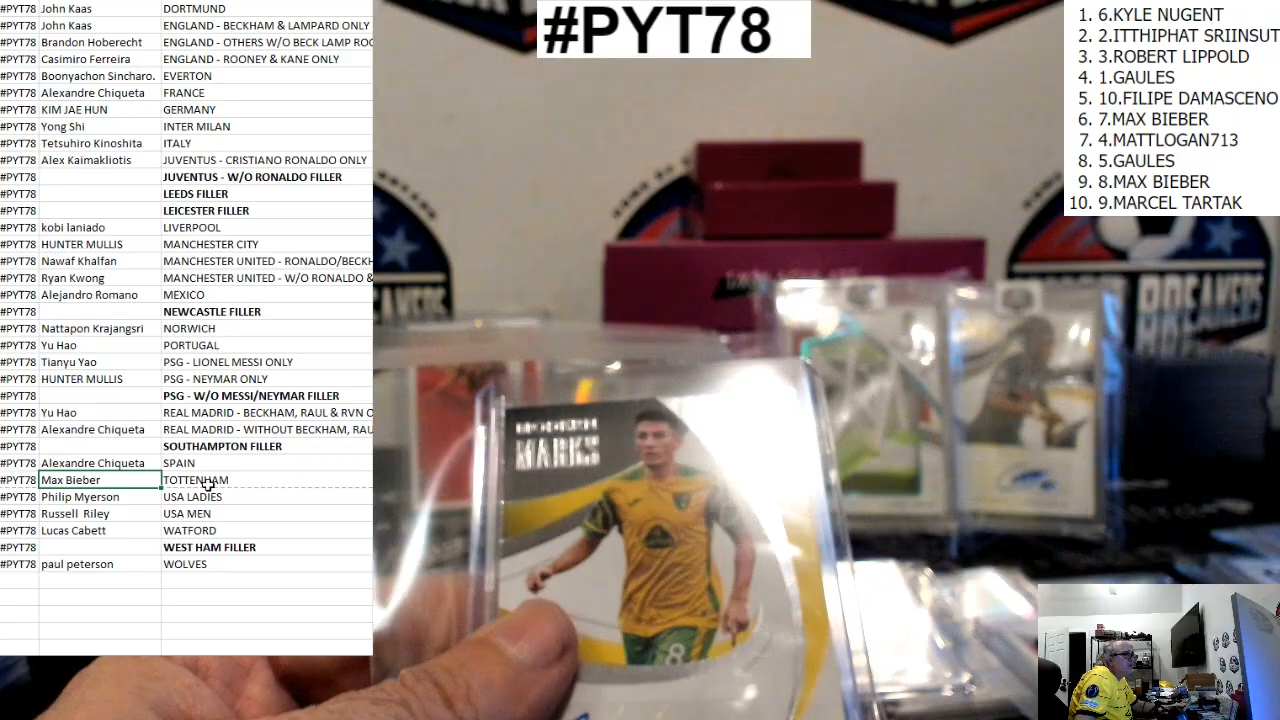 #PYT78 John Kaas DORTMUND
#PYT78 John Kaas ENGLAND - BECKHAM & LAMPARD ONLY
#PYT78 Brandon Hoberecht ENGLAND - OTHERS W/O BECK LAMP ROO
#PYT78 Casimiro Ferreira ENGLAND - ROONEY & KANE ONLY
#PYT78 Boonyachon Sincharo. EVERTON
#PYT78 Alexandre Chiqueta FRANCE
#PYT78 KIM JAE HUN GERMANY
#PYT78 Yong Shi INTER MILAN
#PYT78 Tetsuhiro Kinoshita ITALY
#PYT78 Alex Kaimakliotis JUVENTUS - CRISTIANO RONALDO ONLY
#PYT78 JUVENTUS - W/O RONALDO FILLER
#PYT78 LEEDS FILLER
#PYT78 LEICESTER FILLER
#PYT78 kobi laniado LIVERPOOL
#PYT78 HUNTER MULLIS MANCHESTER CITY
#PYT78 Nawaf Khalfan MANCHESTER UNITED - RONALDO/BECKH
#PYT78 Ryan Kwong MANCHESTER UNITED - W/O RONALDO &
#PYT78 Alejandro Romano MEXICO
#PYT78 NEWCASTLE FILLER
#PYT78 Nattapon Krajangsri NORWICH
#PYT78 Yu Hao PORTUGAL
#PYT78 Tianyu Yao PSG - LIONEL MESSI ONLY
#PYT78 HUNTER MULLIS PSG - NEYMAR ONLY
#PYT78 PSG - W/O MESSI/NEYMAR FILLER
#PYT78 Yu Hao REAL MADRID - BECKHAM, RAUL & RVN O
#PYT78 Alexandre Chiqueta REAL MADRID - WITHOUT BECKHAM, RAU
#PYT78 SOUTHAMPTON FILLER
#PYT78 Alexandre Chiqueta SPAIN
#PYT78 Max Bieber TOTTENHAM
#PYT78 Philip Myerson USA LADIES
#PYT78 Russell Riley USA MEN
#PYT78 Lucas Cabett WATFORD
#PYT78 WEST HAM FILLER
#PYT78 paul peterson WOLVES
#PYT78
1. 6.KYLE NUGENT
2. 2.ITTHIPHAT SRIINSUT
3. 3.ROBERT LIPPOLD
4. 1.GAULES
5. 10.FILIPE DAMASCENO
6. 7.MAX BIEBER
7. 4.MATTLOGAN713
8. 5.GAULES
9. 8.MAX BIEBER
10. 9.MARCEL TARTAK
MODERN
MARKS
8
BREAKERS